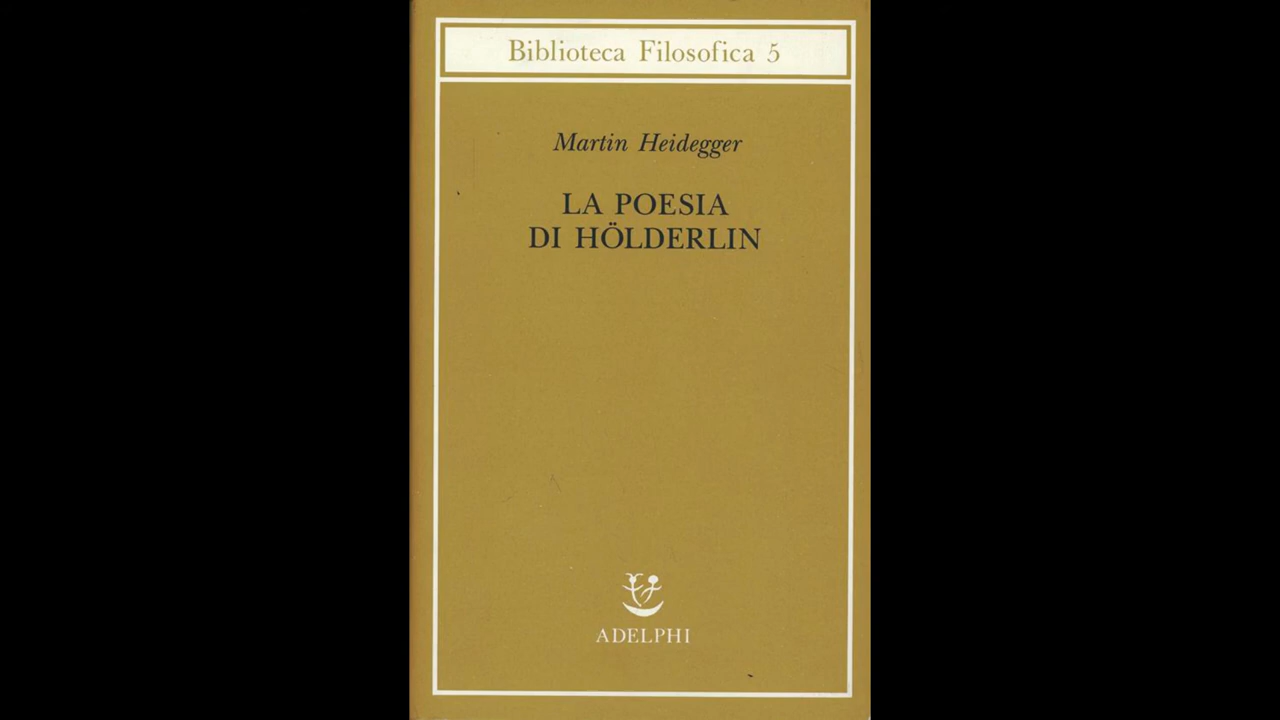 Biblioteca Filosofica 5
Martin Heidegger
LA POESIA
DI HÖLDERLIN
ADELPHI